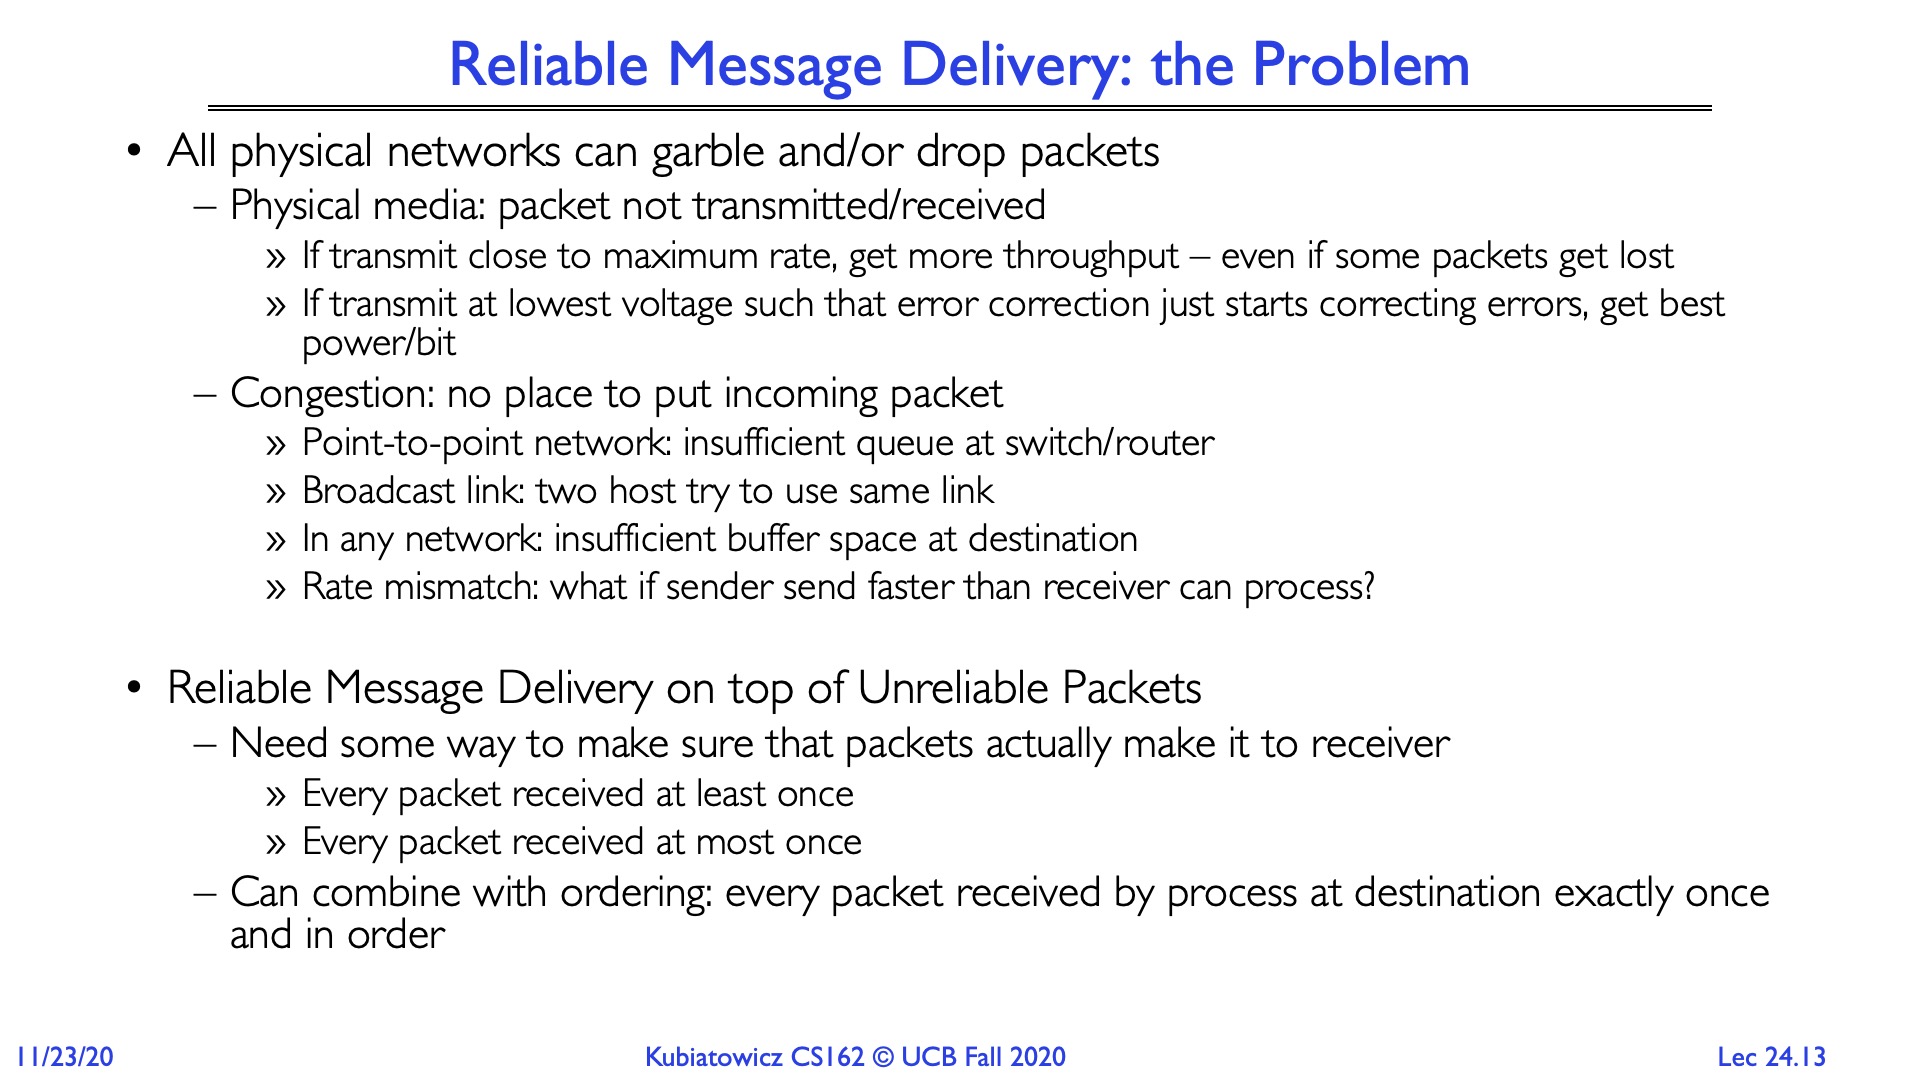 Reliable Message Delivery: the Problem
• All physical networks can garble and/or drop packets
– Physical media: packet not transmitted/received
» If transmit close to maximum rate, get more throughput – even if some packets get lost
» If transmit at lowest voltage such that error correction just starts correcting errors, get best
power/bit
– Congestion: no place to put incoming packet
» Point-to-point network: insufficient queue at switch/router
» Broadcast link: two host try to use same link
» In any network: insufficient buffer space at destination
» Rate mismatch: what if sender send faster than receiver can process?
• Reliable Message Delivery on top of Unreliable Packets
– Need some way to make sure that packets actually make it to receiver
» Every packet received at least once
» Every packet received at most once
– Can combine with ordering: every packet received by process at destination exactly once
and in order
11/23/20
Kubiatowicz CS162 © UCB Fall 2020
Lec 24.13